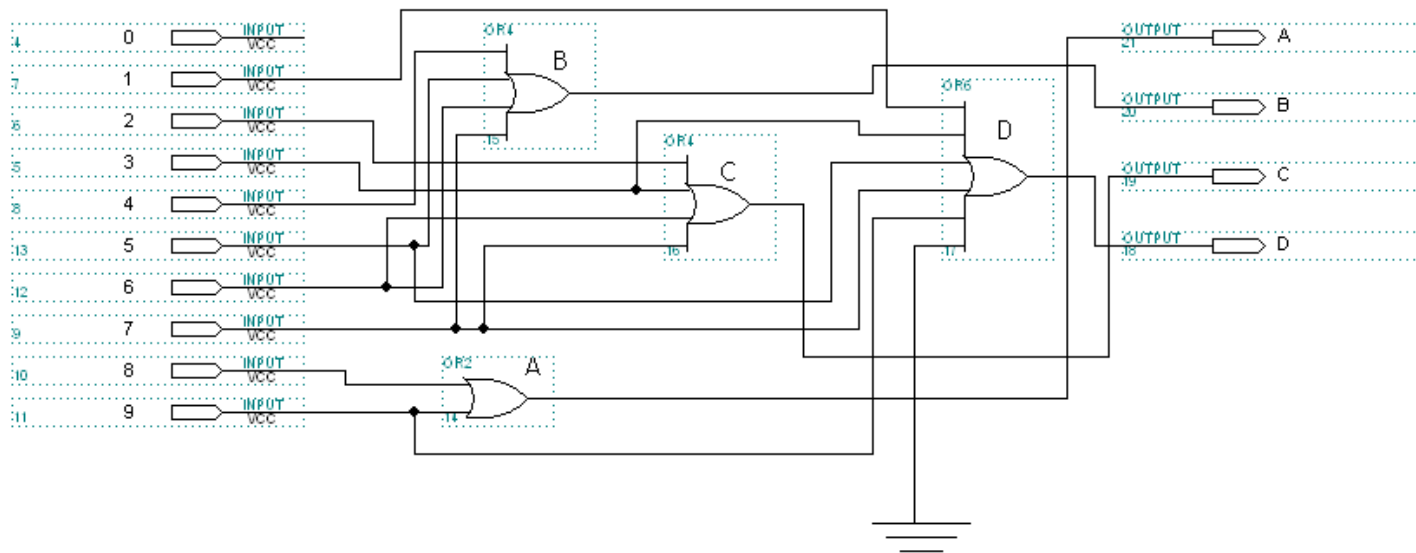 OR4
INPUT
VCC
4
0
OUTPUT
21
A
INPUT
VCC
7
1
B
OR6
INPUT
VCC
6
2
15
OUTPUT
20
B
D
INPUT
VCC
5
3
OR4
C
OUTPUT
19
C
INPUT
VCC
8
4
INPUT
VCC
13
5
16
17
OUTPUT
18
D
INPUT
VCC
12
6
INPUT
VCC
9
7
INPUT
VCC
10
8
OR2
A
INPUT
VCC
11
9
14